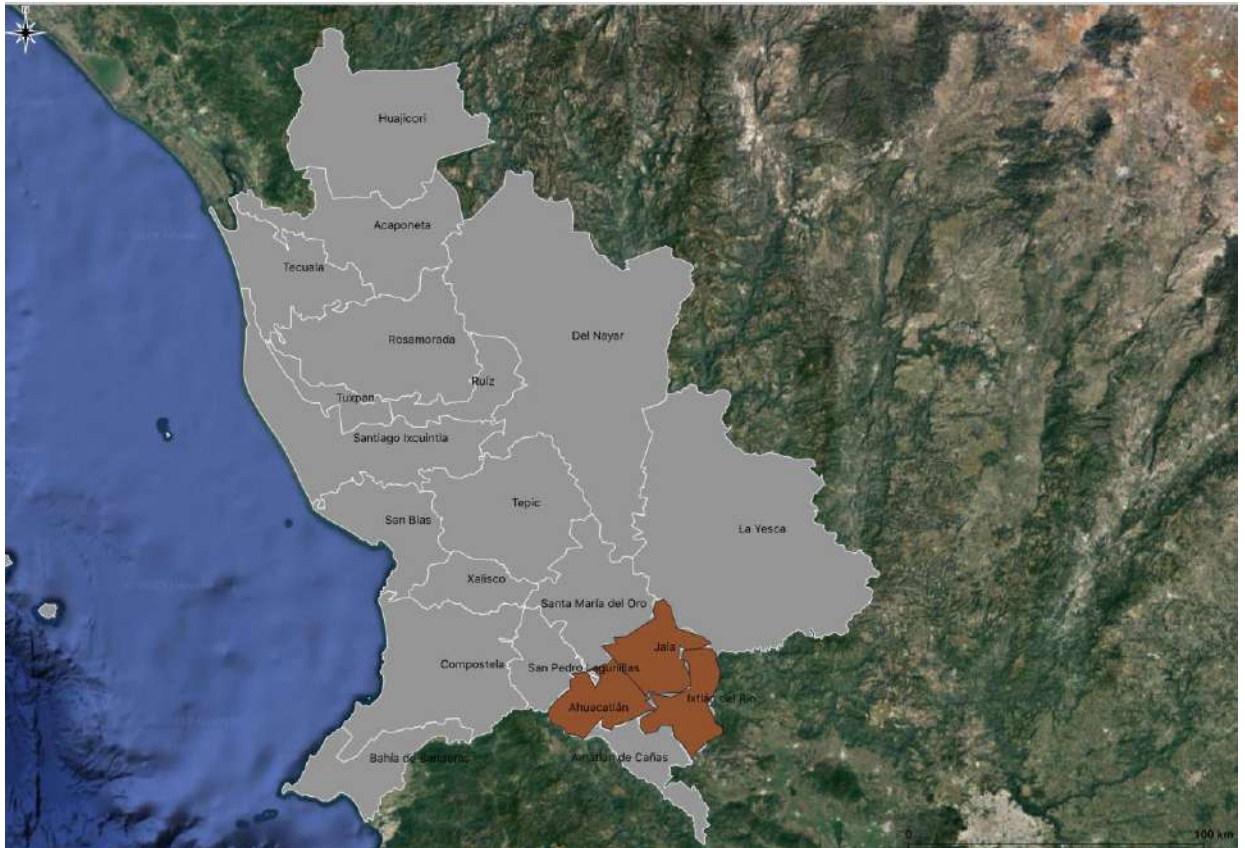 Huajicori
Acaponeta
Tecuala
Del Nayar
Rosamorada
Ruíz
Tuxpan
Santiago Ixcuintla
Tepic
San Blas
La Yesca
Xalisco
Santa María del Oro
Jala
Compostela
San Pedro Lagunillas
Ixtlán del Río
Ahuacatlán
Bahía de Banderas
Amatlán de Cañas
0
100 km